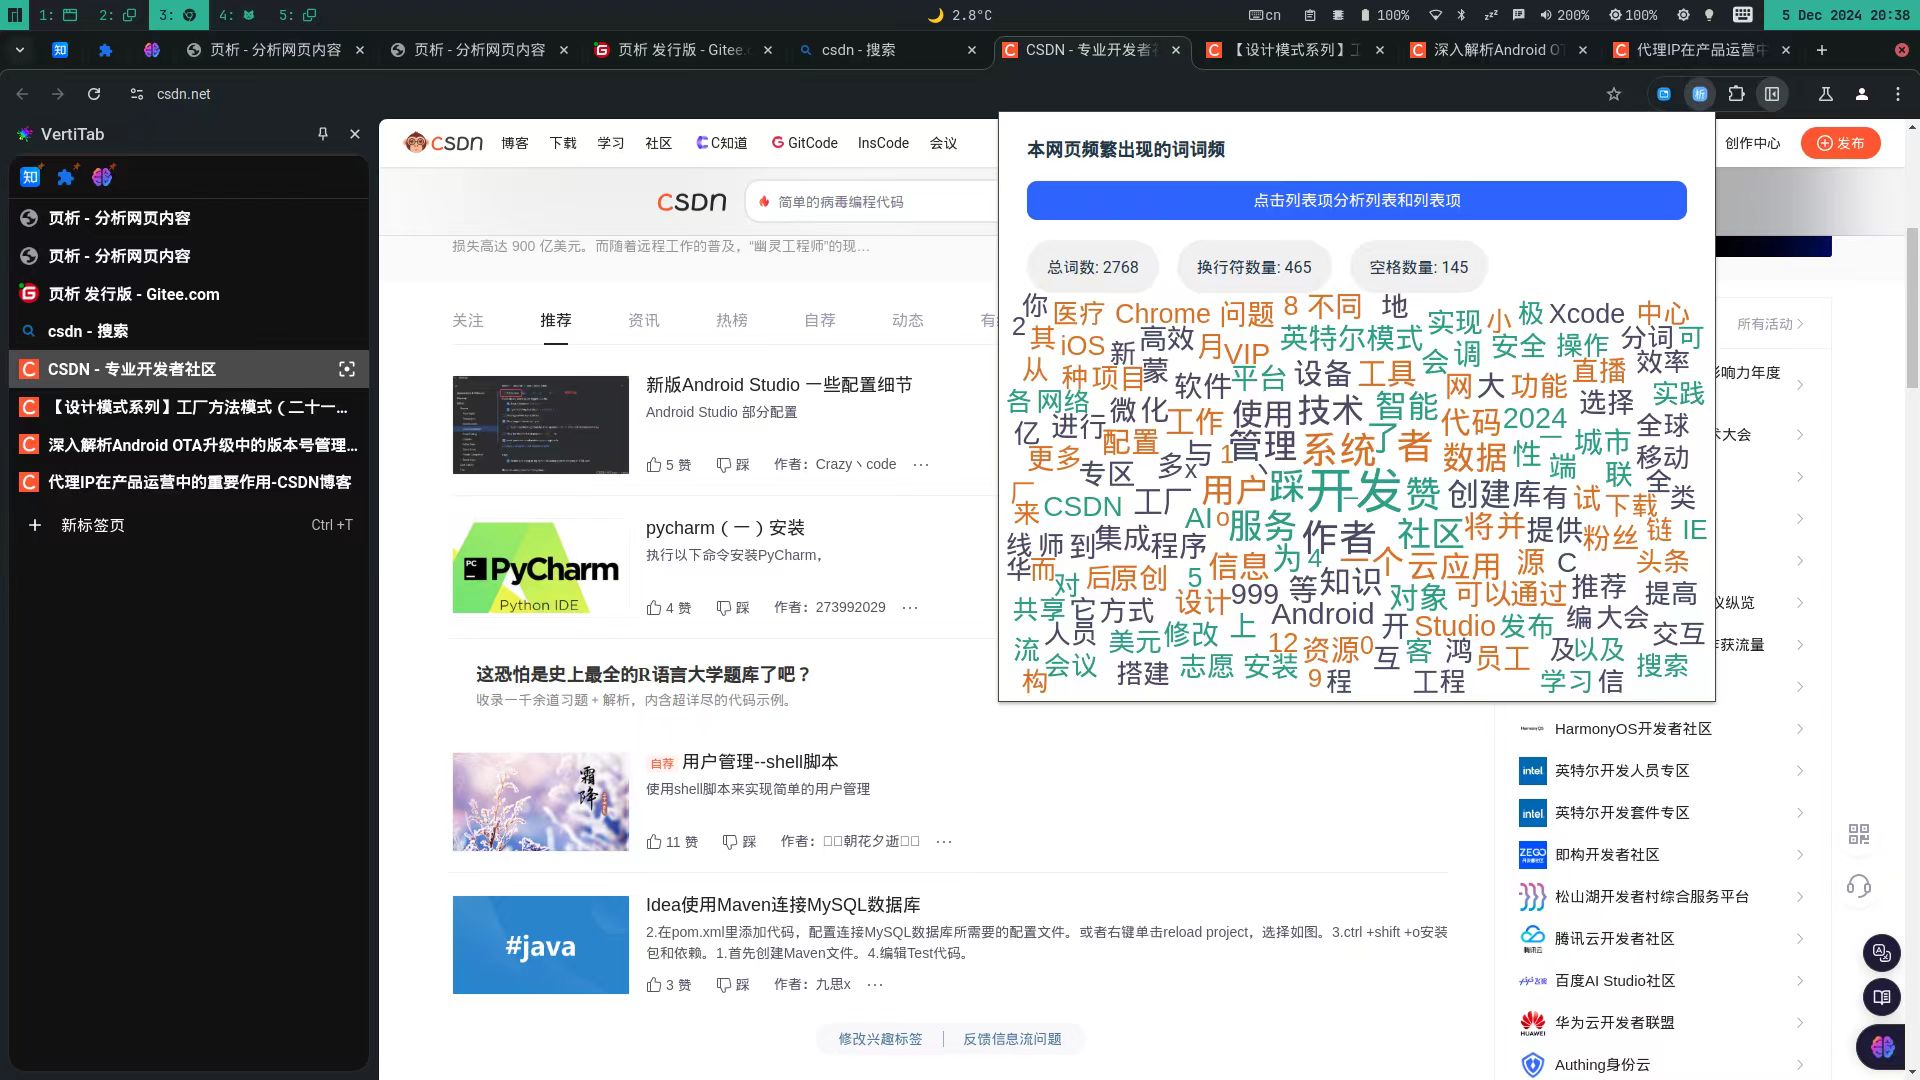 1: 2: 3: 4: 5:
2.8°C
cn 100% 200% 100% 5 Dec 2024 20:38
知 页析 - 分析网页内容 页析 - 分析网页内容 页析 发行版 - Gitee.c csdn - 搜索 CSDN - 专业开发者社 【设计模式系列】工 深入解析Android OT 代理IP在产品运营中
csdn.net
析
VertiTab
知
页析 - 分析网页内容
页析 - 分析网页内容
页析 发行版 - Gitee.com
csdn - 搜索
CSDN - 专业开发者社区
【设计模式系列】工厂方法模式（二十一...
深入解析Android OTA升级中的版本号管理...
代理IP在产品运营中的重要作用-CSDN博客
新标签页 Ctrl +T
CSDN 博客 下载 学习 社区 C知道 GitCode InsCode 会议
创作中心 发布
CSDN 简单的病毒编程代码
损失高达 900 亿美元。而随着远程工作的普及，“幽灵工程师”的现...
关注 推荐 资讯 热榜 自荐 动态
新版Android Studio 一些配置细节
Android Studio 部分配置
5 赞 踩 作者：Crazy丶code ...
pycharm（一）安装
执行以下命令安装PyCharm，
PC PyCharm
Python IDE
4 赞 踩 作者：273992029 ...
这恐怕是史上最全的R语言大学题库了吧？
收录一千余道习题 + 解析，内含超详尽的代码示例。
霜降
自荐 用户管理--shell脚本
使用shell脚本来实现简单的用户管理
11 赞 踩 作者：朝花夕逝 ...
#java
Idea使用Maven连接MySQL数据库
2.在pom.xml里添加代码，配置连接MySQL数据库所需要的配置文件。或者右键单击reload project，选择如图。3.ctrl +shift +o安装
包和依赖。1.首先创建Maven文件。4.编辑Test代码。
3 赞 踩 作者：九思x ...
修改兴趣标签 | 反馈信息流问题
本网页频繁出现的词词频
点击列表项分析列表和列表项
总词数: 2768 换行符数量: 465 空格数量: 145
你 医疗 Chrome 问题 8 不同 地 实现 小 极 Xcode 中心
2 其 iOS 新 高效 月 VIP 英特尔模式 会 调 安全 操作 分词 可
从 种 项目 蒙 软件 平台 设备 工具 网 大 功能 直播 效率
各 网络 微 化 工作 使用 技术 智能 代码 2024 选择 实践
亿 进行 配置 与 1 管理 系统 了 者 数据 性 一 城市 全球
更多 专区 多 x 丶 踩 开发 赞 创建 库 有 端 联 移动 全
厂 来 CSDN 工厂 用户 AI o 服务 作者 社区 将 并 提供 试 下载 类
线 师 到 集成 程序 信息 为 4 一个 云 应用 源 C 粉丝 链 IE
华 而 对 后 原创 5 999 等 知识 对象 可以 通过 推荐 头条
共享 它 方式 设计 Android 开 Studio 发布 编 大会 提高
流 人员 美元 修改 上 12 资源 0 互 客 鸿 员工 及 以及 交互
构 会议 搭建 志愿 安装 9 程 工程 学习 信 搜索
所有活动
影响力年度
术大会
议纵览
获流量
HarmonyOS开发者社区
intel 英特尔开发人员专区
intel 英特尔开发套件专区
ZEGO 即构开发者社区
松山湖开发者村综合服务平台
腾讯云 腾讯云开发者社区
百度AI Studio社区
HUAWEI 华为云开发者联盟
Authing身份云